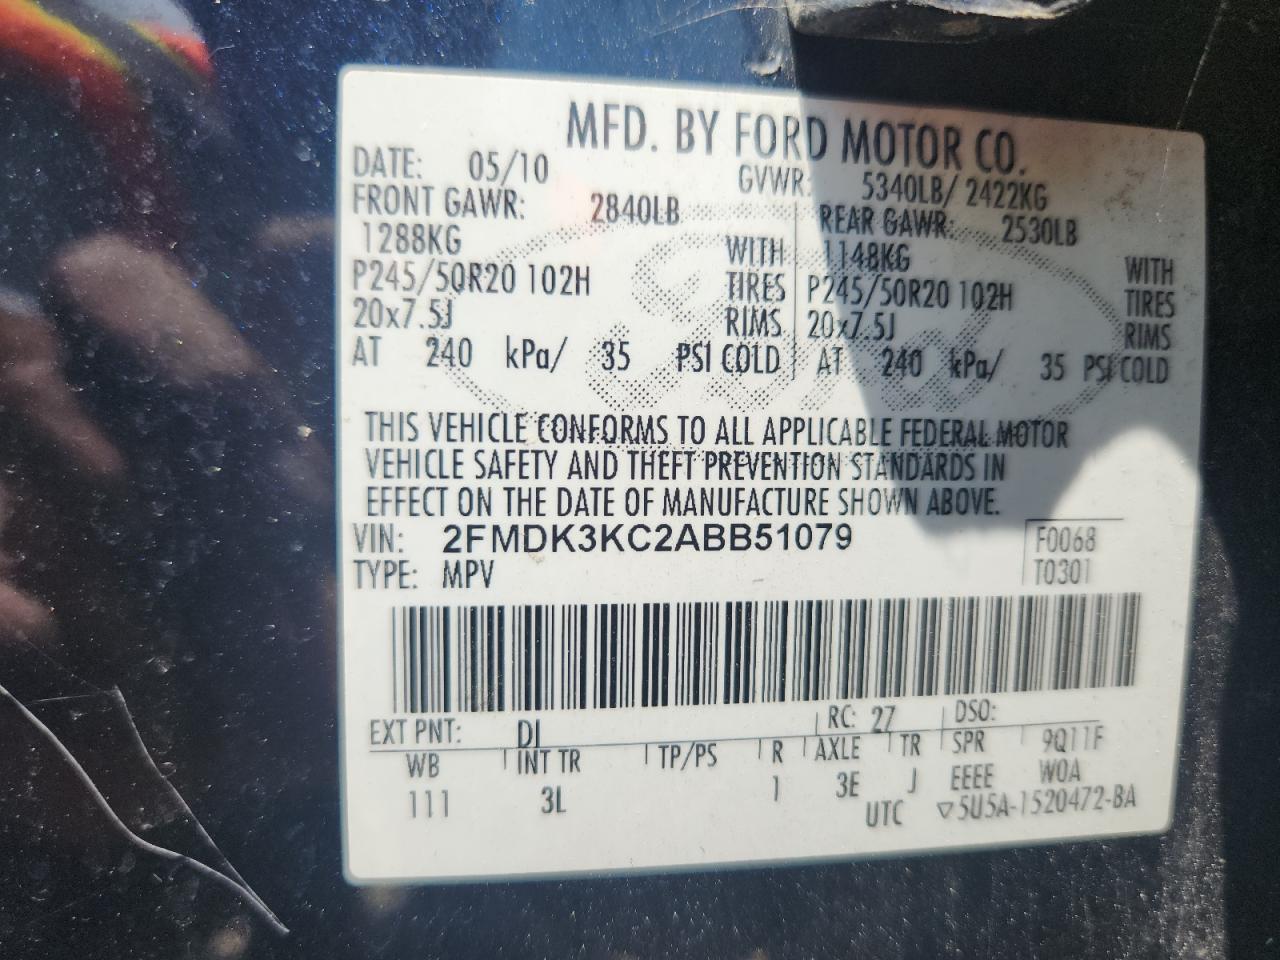 MFD. BY FORD MOTOR CO.
DATE: 05/10 GVWR: 5340LB/ 2422KG
FRONT GAWR: 2840LB REAR GAWR: 2530LB
1288KG WITH 1148KG WITH
P245/50R20 102H TIRES P245/50R20 102H TIRES
20x7.5J RIMS 20x7.5J RIMS
AT 240 kPa/ 35 PSI COLD AT 240 kPa/ 35 PSI COLD
THIS VEHICLE CONFORMS TO ALL APPLICABLE FEDERAL MOTOR
VEHICLE SAFETY AND THEFT PREVENTION STANDARDS IN
EFFECT ON THE DATE OF MANUFACTURE SHOWN ABOVE.
VIN: 2FMDK3KC2ABB51079 F0068
TYPE: MPV T0301
EXT PNT: DJ RC: 27 DSO:
WB INT TR TP/PS R AXLE TR SPR 9Q11F
111 3L 1 3E J EEEE W0A
UTC ▽5U5A-1520472-BA
Ford